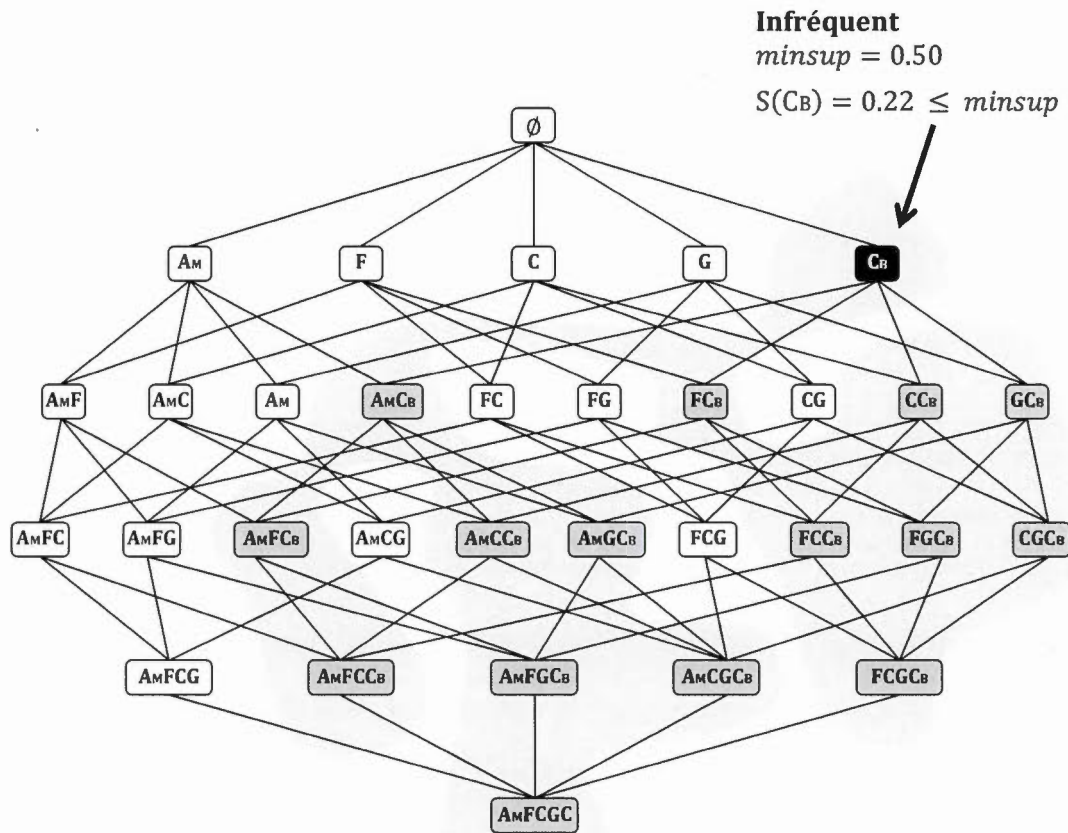 Infréquent
minsup = 0.50
S(CB) = 0.22 ≤ minsup
∅
AM F C G CB
AMF AMC AM AMCB FC FG FCB CG CCB GCB
AMFC AMFG AMFCB AMCG AMCCB AMGCB FCG FCCB FGCB CGCB
AMFCG AMFCCB AMFGCB AMCGCB FCGCB
AMFCGC